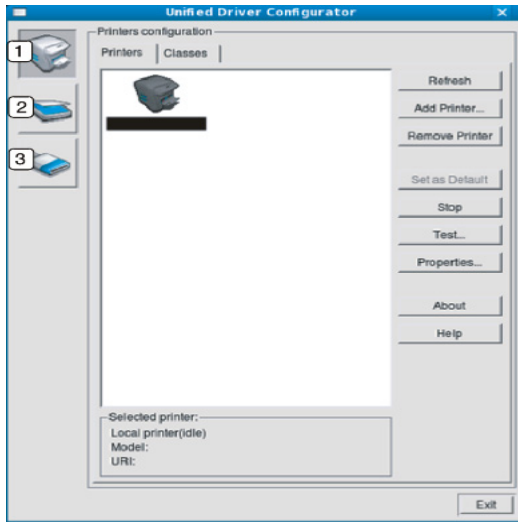 Unified Driver Configurator
1
2
3
Printers configuration
Printers
Classes
Refresh
Add Printer...
Remove Printer
Set as Default
Stop
Test...
Properties...
About
Help
Selected printer:
Local printer(idle)
Model:
URI:
Exit